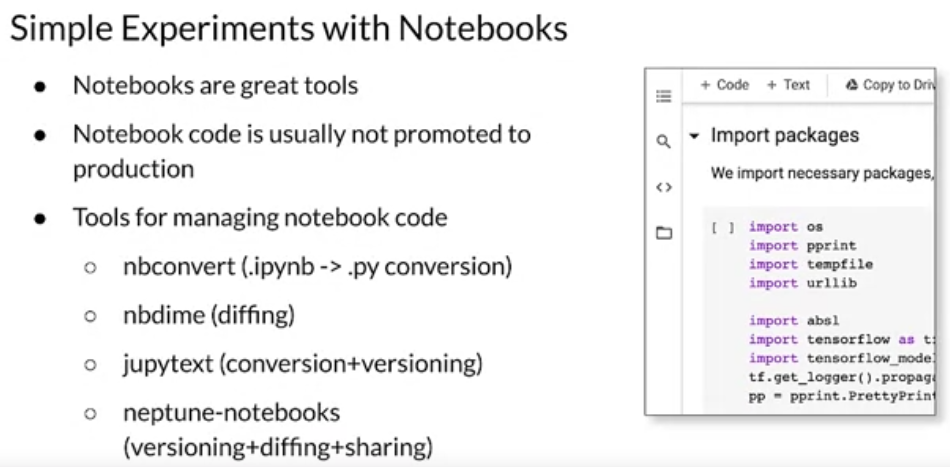 Simple Experiments with Notebooks
● Notebooks are great tools
● Notebook code is usually not promoted to
production
● Tools for managing notebook code
○ nbconvert (.ipynb -> .py conversion)
○ nbdime (diffing)
○ jupytext (conversion+versioning)
○ neptune-notebooks
(versioning+diffing+sharing)
+ Code + Text Copy to Driv
Import packages
We import necessary packages,
[ ] import os
import pprint
import tempfile
import urllib
import absl
import tensorflow as t
import tensorflow_mode
tf.get_logger().propaga
pp = pprint.PrettyPrint